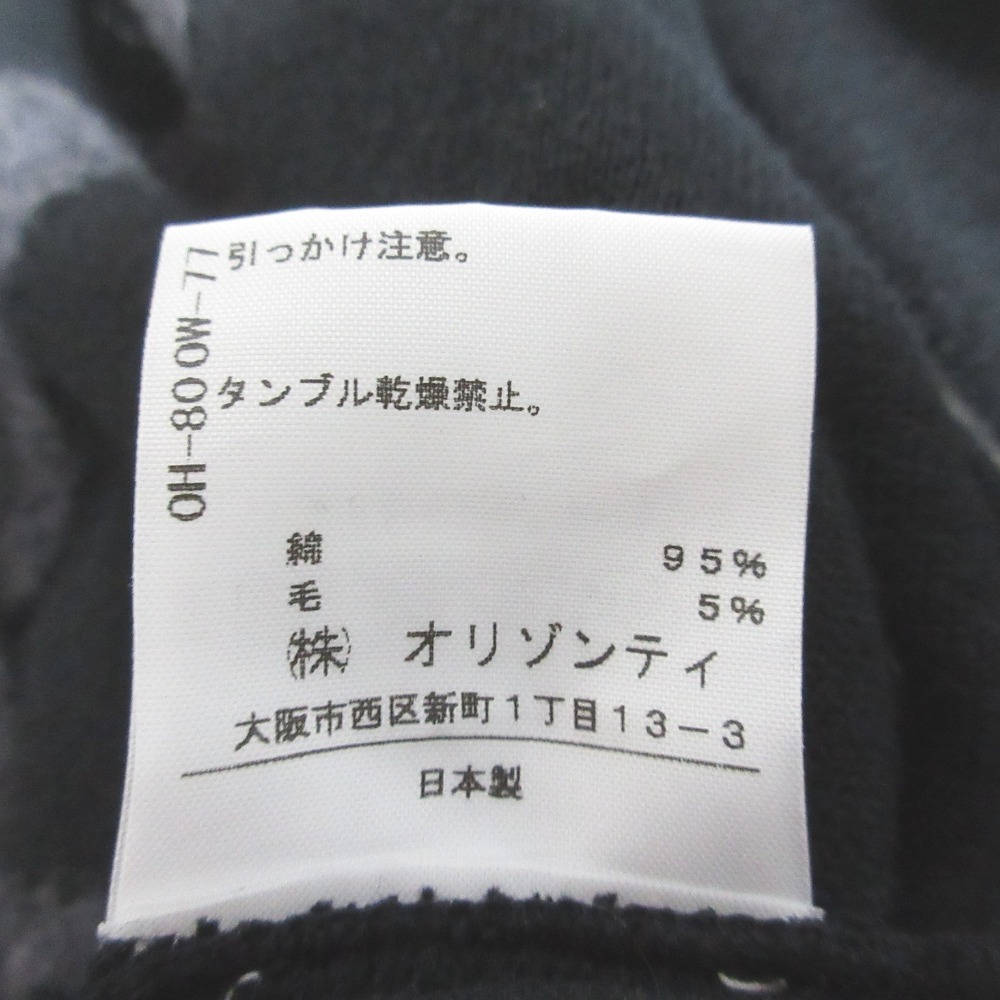 引っかけ注意。
OH-800W-77
タンブル乾燥禁止。
綿 95%
毛 5%
㈱ オリゾンティ
大阪市西区新町1丁目13-3
日本製